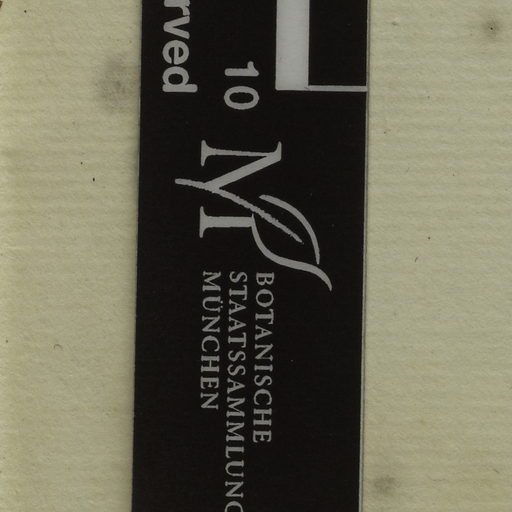 rved
10
BOTANISCHE
STAATSSAMMLUNG
MÜNCHEN